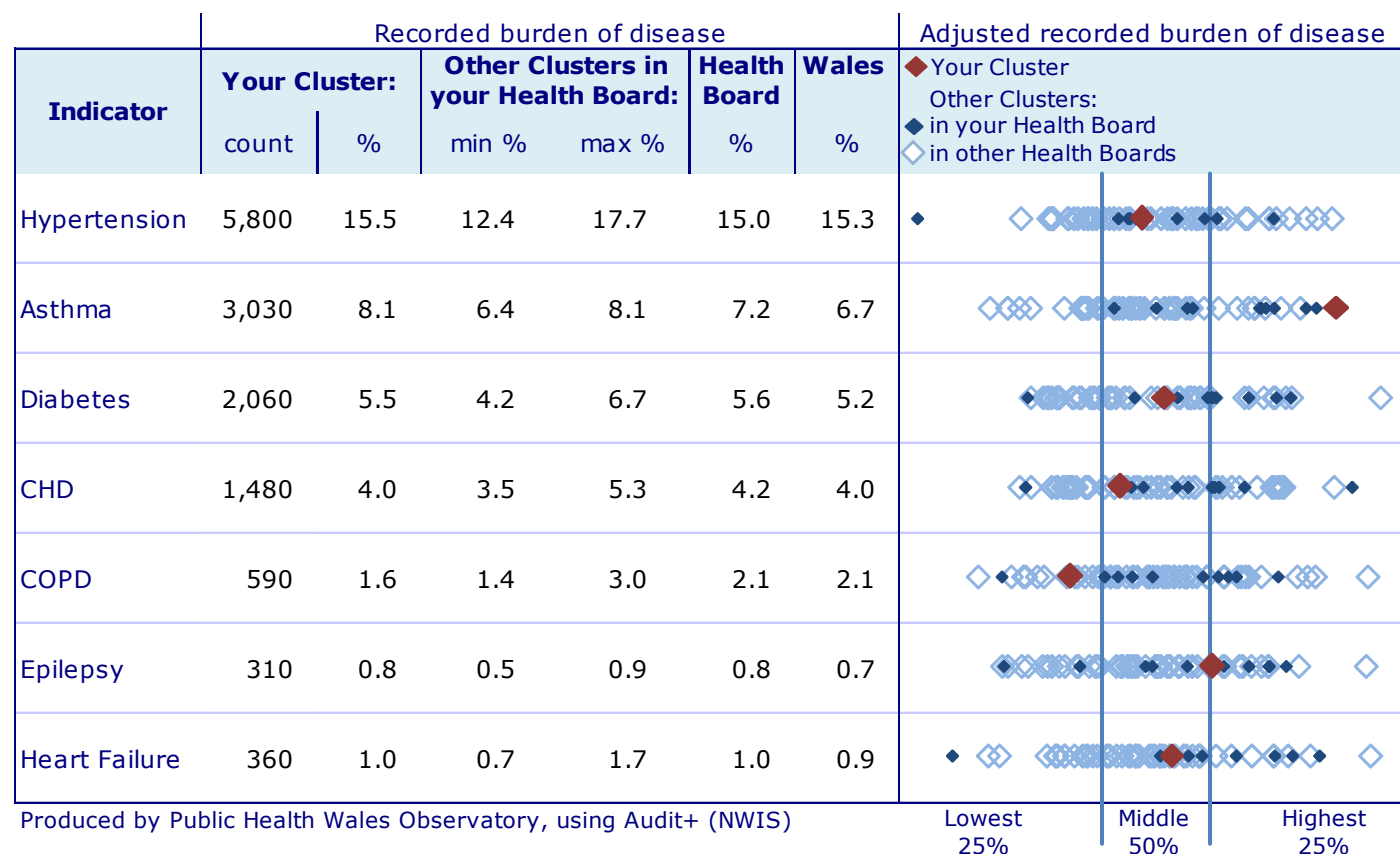 Recorded burden of disease
Adjusted recorded burden of disease
Indicator
Your Cluster:
Other Clusters in
your Health Board:
Health
Board
Wales
count
%
min %
max %
%
%
Your Cluster
Other Clusters:
in your Health Board
in other Health Boards
Hypertension 5,800 15.5 12.4 17.7 15.0 15.3
Asthma 3,030 8.1 6.4 8.1 7.2 6.7
Diabetes 2,060 5.5 4.2 6.7 5.6 5.2
CHD 1,480 4.0 3.5 5.3 4.2 4.0
COPD 590 1.6 1.4 3.0 2.1 2.1
Epilepsy 310 0.8 0.5 0.9 0.8 0.7
Heart Failure 360 1.0 0.7 1.7 1.0 0.9
Produced by Public Health Wales Observatory, using Audit+ (NWIS)
Lowest
25%
Middle
50%
Highest
25%